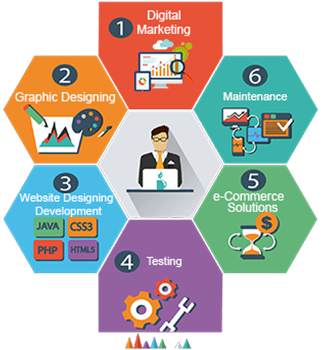 1
Digital
Marketing
2
Graphic Designing
3
Website Designing
Development
JAVA
CSS3
PHP
HTML5
4
Testing
5
e-Commerce
Solutions
$
6
Maintenance